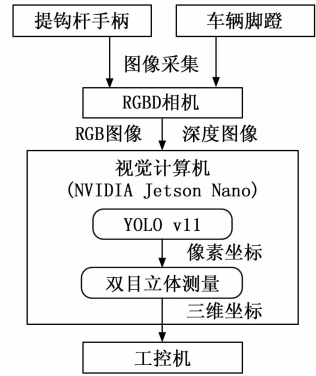 提钩杆手柄
车辆脚蹬
图像采集
RGBD相机
RGB图像
深度图像
视觉计算机
(NVIDIA Jetson Nano)
YOLO v11
像素坐标
双目立体测量
三维坐标
工控机